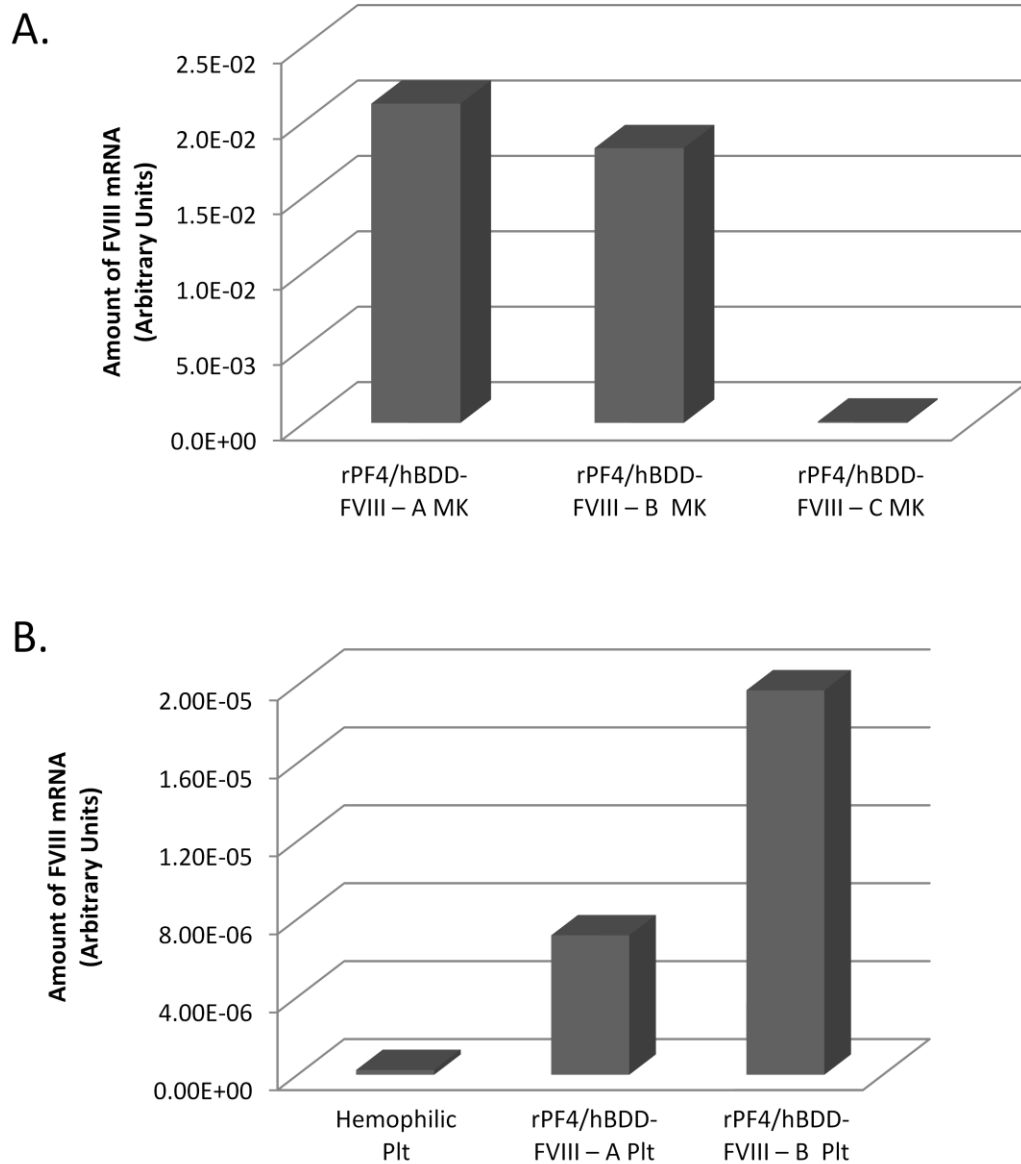 A.
Amount of FVIII mRNA
(Arbitrary Units)
2.5E-02
2.0E-02
1.5E-02
1.0E-02
5.0E-03
0.0E+00
rPF4/hBDD-
FVIII – A MK
rPF4/hBDD-
FVIII – B MK
rPF4/hBDD-
FVIII – C MK
B.
Amount of FVIII mRNA
(Arbitrary Units)
2.00E-05
1.60E-05
1.20E-05
8.00E-06
4.00E-06
0.00E+00
Hemophilic
Plt
rPF4/hBDD-
FVIII – A Plt
rPF4/hBDD-
FVIII – B Plt